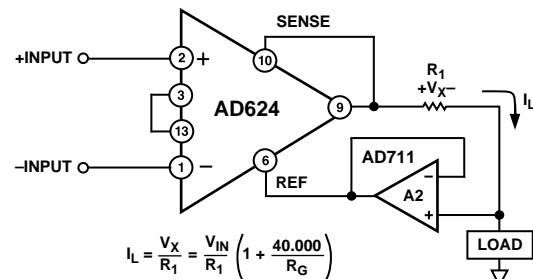 SENSE
+INPUT
2
+
10
R1
+VX–
IL
3
AD624
9
13
–INPUT
1
–
6
AD711
REF
–
A2
+
LOAD
IL = VX/R1 = VIN/R1 (1 + 40.000/RG)